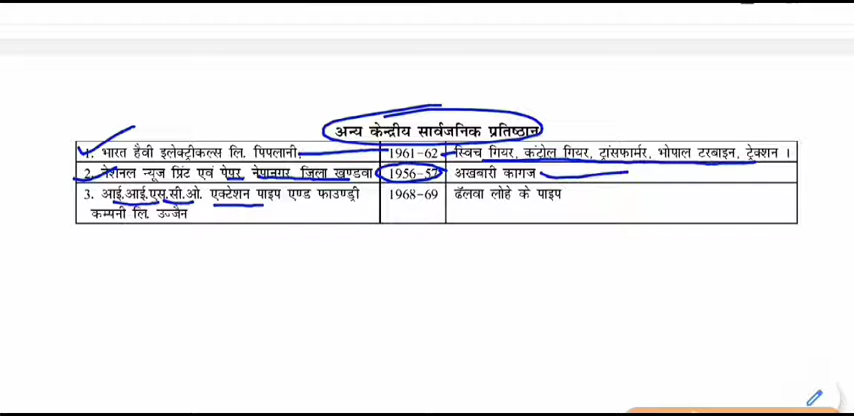 अन्य केन्द्रीय सार्वजनिक प्रतिष्ठान
1. भारत हैवी इलेक्ट्रीकल्स लि. पिपलानी, 1961-62 स्विच गियर, कंट्रोल गियर, ट्रांसफार्मर, भोपाल टरबाइन, ट्रेक्शन ।
2. नेशनल न्यूज प्रिंट एवं पेपर, नेपानगर, जिला खण्डवा 1956-57 अखबारी कागज
3. आई.आई.एस.सी.ओ. एक्टेशन पाइप एण्ड फाउण्ड्री 1968-69 ढॅलवा लोहे के पाइप
कम्पनी लि. उज्जैन